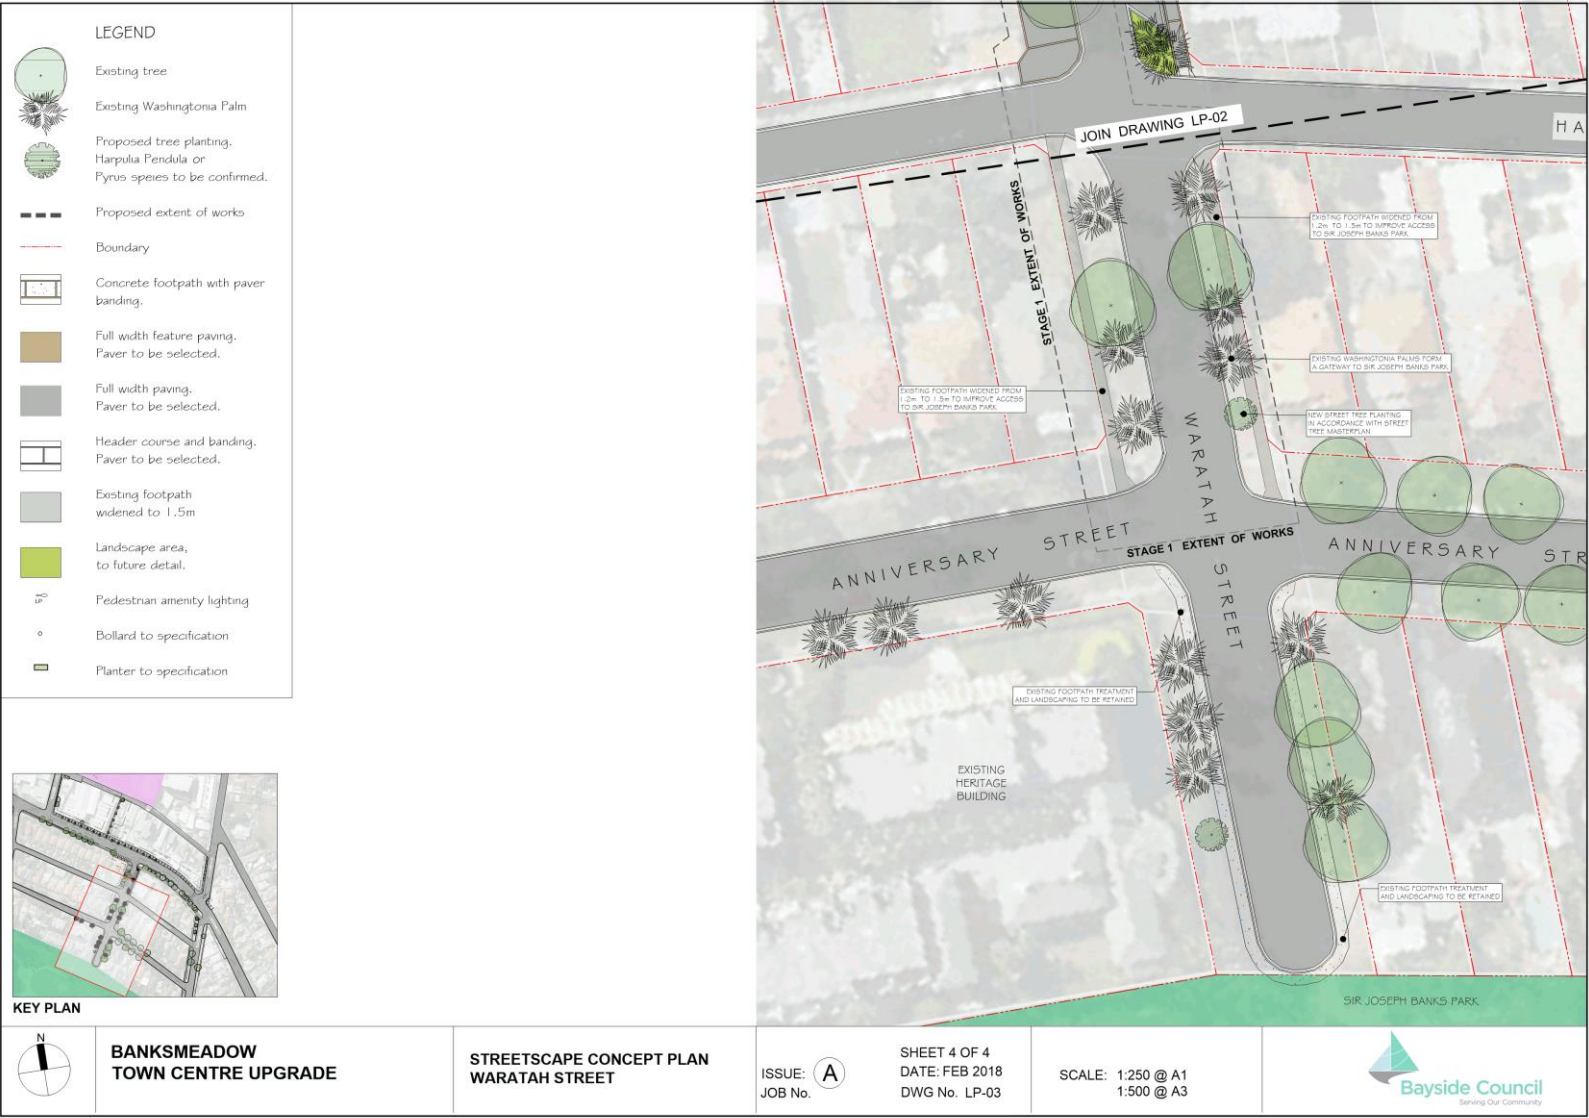 LEGEND
Existing tree
Existing Washingtonia Palm
Proposed tree planting.
Harpulia Pendula or
Pyrus speies to be confirmed.
Proposed extent of works
Boundary
Concrete footpath with paver
banding.
Full width feature paving.
Paver to be selected.
Full width paving.
Paver to be selected.
Header course and banding.
Paver to be selected.
Existing footpath
widened to 1.5m
Landscape area,
to future detail.
LP
Pedestrian amenity lighting
Bollard to specification
Planter to specification
KEY PLAN
JOIN DRAWING LP-02
HA
STAGE 1 EXTENT OF WORKS
EXISTING FOOTPATH WIDENED FROM
1.2m TO 1.5m TO IMPROVE ACCESS
TO SIR JOSEPH BANKS PARK.
EXISTING WASHINGTONIA PALMS FORM
A GATEWAY TO SIR JOSEPH BANKS PARK.
EXISTING FOOTPATH WIDENED FROM
1.2m TO 1.5m TO IMPROVE ACCESS
TO SIR JOSEPH BANKS PARK.
NEW STREET TREE PLANTING
IN ACCORDANCE WITH STREET
TREE MASTERPLAN
WARATAH STREET
ANNIVERSARY STREET
STAGE 1 EXTENT OF WORKS
ANNIVERSARY STR
EXISTING FOOTPATH TREATMENT
AND LANDSCAPING TO BE RETAINED
EXISTING
HERITAGE
BUILDING
EXISTING FOOTPATH TREATMENT
AND LANDSCAPING TO BE RETAINED
SIR JOSEPH BANKS PARK
N
BANKSMEADOW
TOWN CENTRE UPGRADE
STREETSCAPE CONCEPT PLAN
WARATAH STREET
ISSUE: A
JOB No.
SHEET 4 OF 4
DATE: FEB 2018
DWG No. LP-03
SCALE: 1:250 @ A1
1:500 @ A3
Bayside Council
Serving Our Community